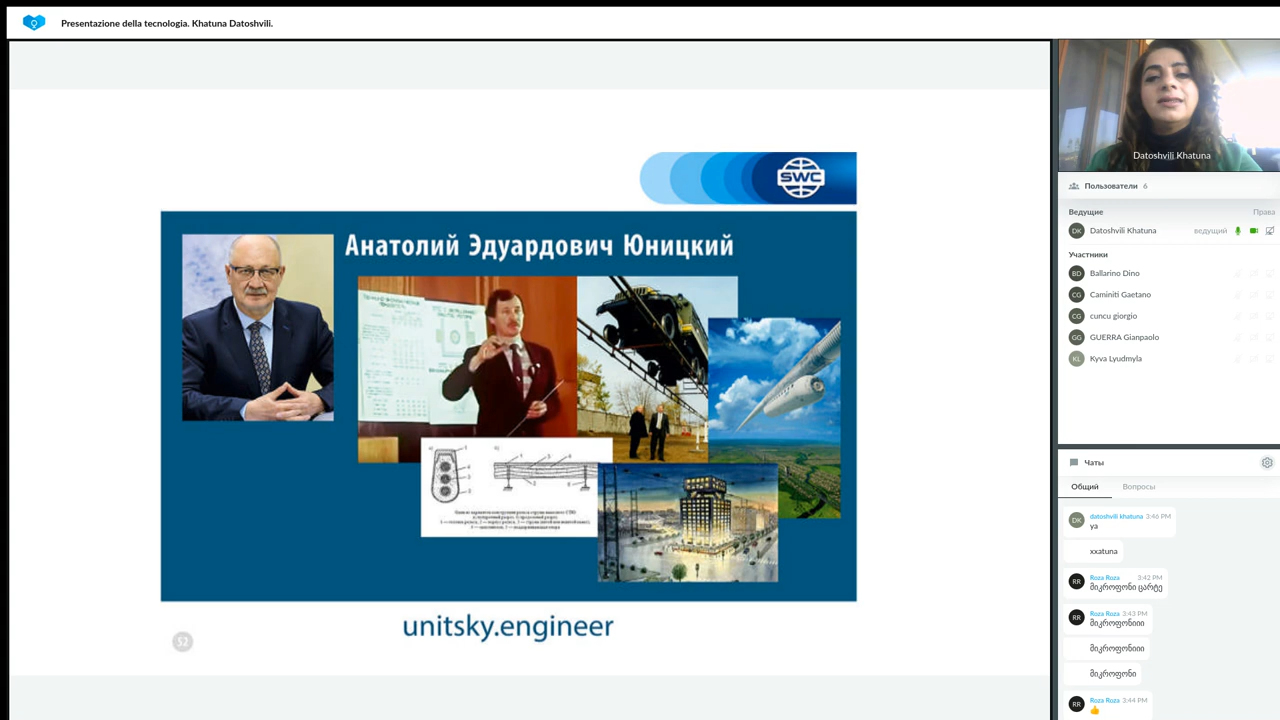 Presentazione della tecnologia. Khatuna Datoshvili.
SWC
Анатолий Эдуардович Юницкий
unitsky.engineer
52
Datoshvili Khatuna
Пользователи 6
Ведущие Права
DK Datoshvili Khatuna ведущий
Участники
BD Ballarino Dino
CG Caminiti Gaetano
CG cuncu giorgio
GG GUERRA Gianpaolo
KL Kyva Lyudmyla
Чаты
Общий Вопросы
DK datoshvili khatuna 3:46 PM
ya
xxatuna
RR Roza Roza 3:42 PM
მიკროფონი ცარტე
RR Roza Roza 3:43 PM
მიკროფონიიი
მიკროფონიიი
მიკროფონი
RR Roza Roza 3:44 PM
👍